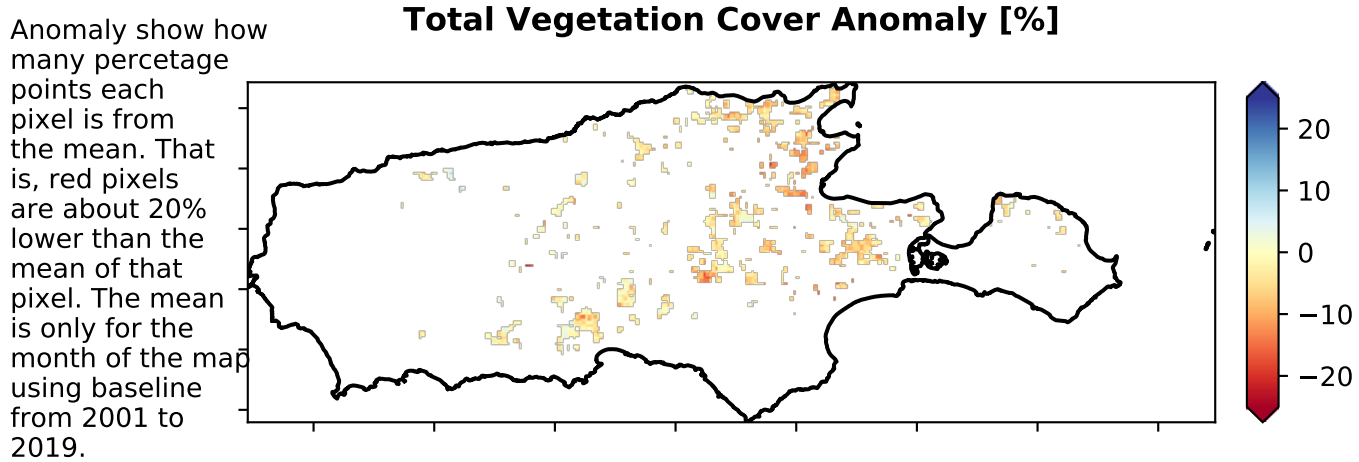 Total Vegetation Cover Anomaly [%]
Anomaly show how
many percetage
points each
pixel is from
the mean. That
is, red pixels
are about 20%
lower than the
mean of that
pixel. The mean
is only for the
month of the map
using baseline
from 2001 to
2019.
20
10
0
−10
−20